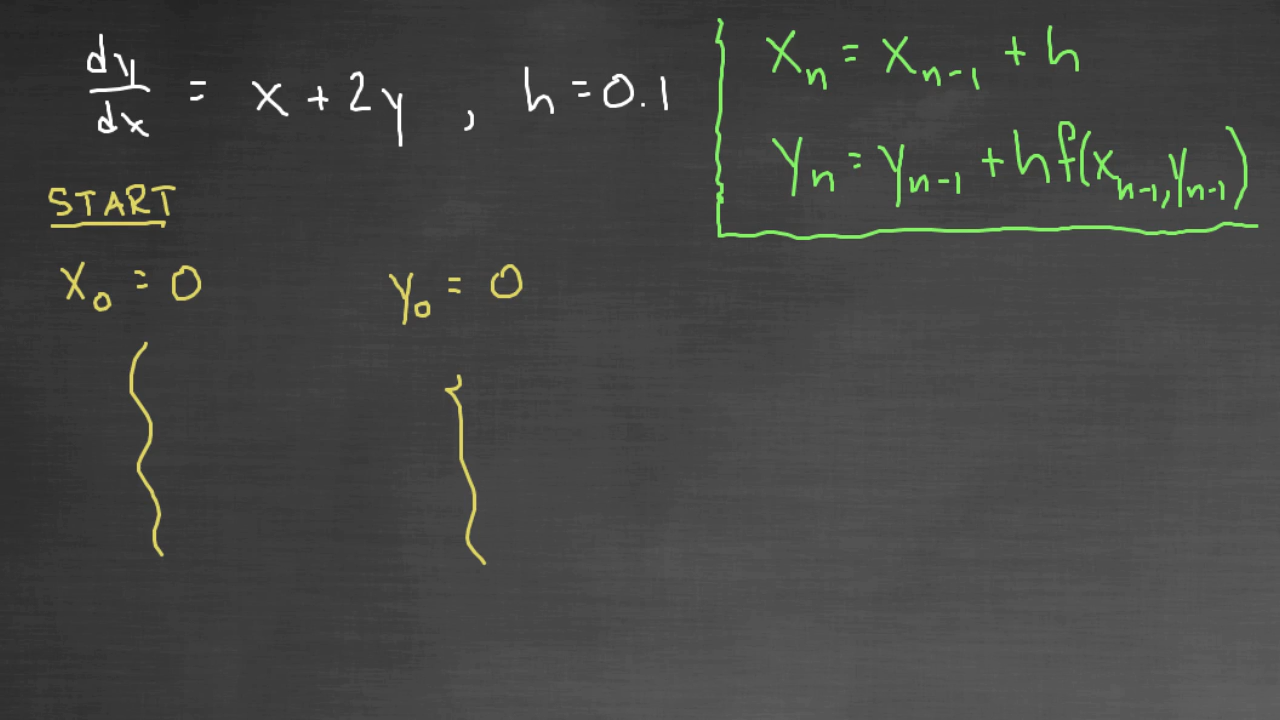 dy/dx = x + 2y , h = 0.1
START
x₀ = 0 y₀ = 0
xₙ = xₙ₋₁ + h
yₙ = yₙ₋₁ + h f(xₙ₋₁, yₙ₋₁)